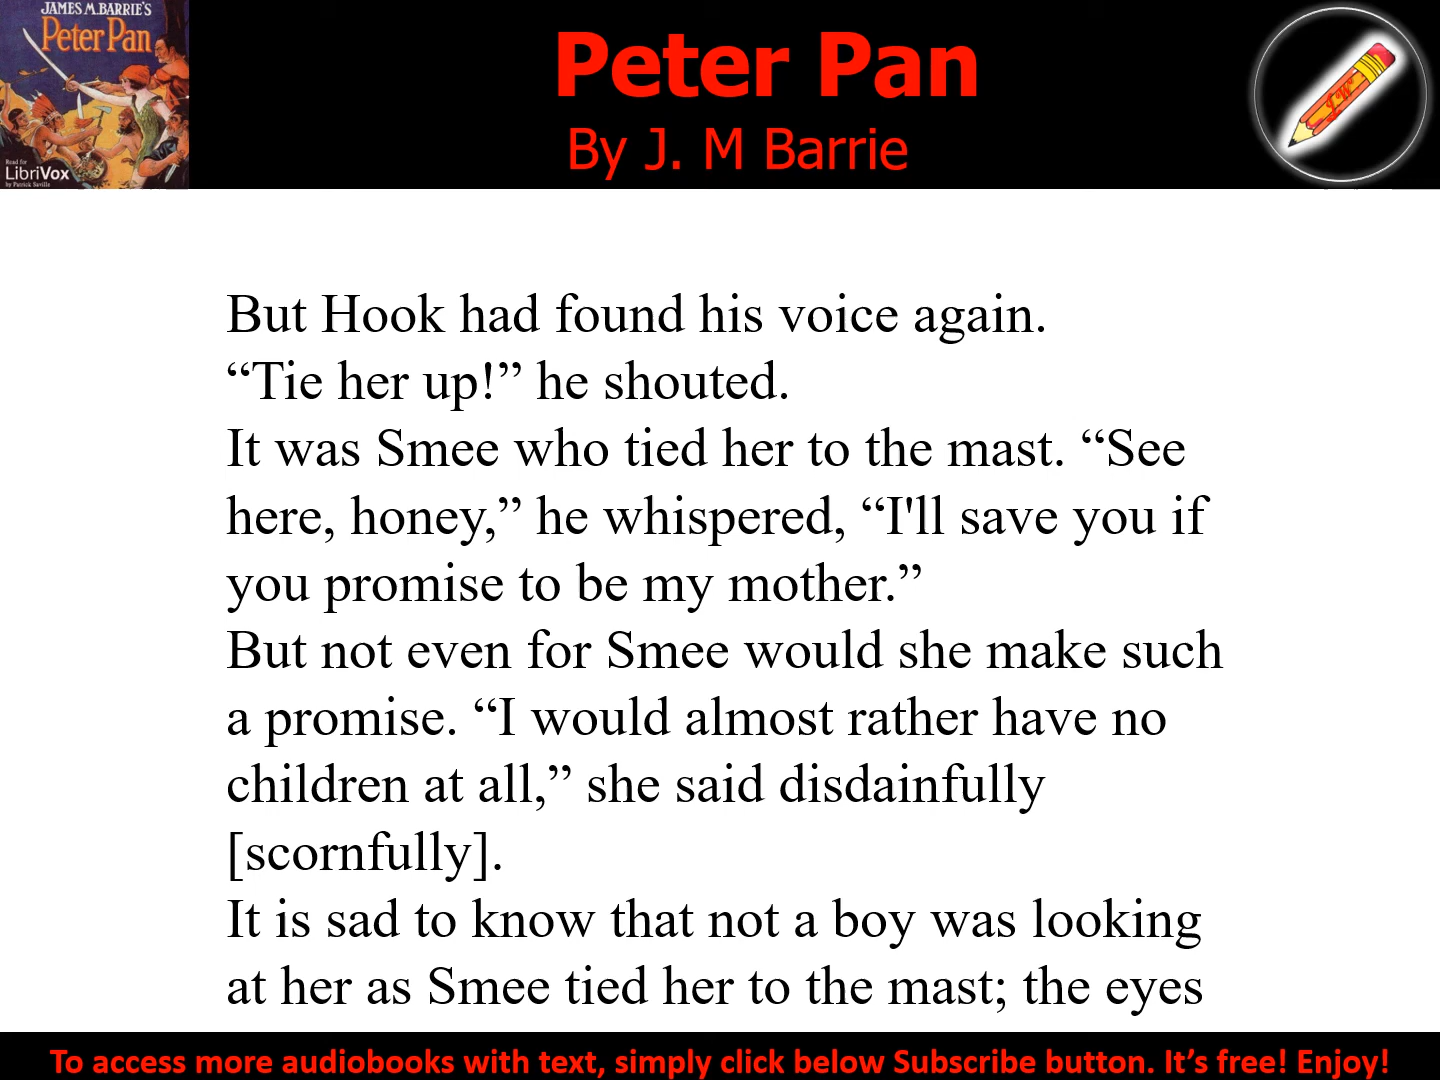 JAMES M. BARRIE'S
Peter Pan
Read for
LibriVox
by Patrick Saville
Peter Pan
By J. M Barrie
But Hook had found his voice again.
“Tie her up!” he shouted.
It was Smee who tied her to the mast. “See
here, honey,” he whispered, “I'll save you if
you promise to be my mother.”
But not even for Smee would she make such
a promise. “I would almost rather have no
children at all,” she said disdainfully
[scornfully].
It is sad to know that not a boy was looking
at her as Smee tied her to the mast; the eyes
To access more audiobooks with text, simply click below Subscribe button. It’s free! Enjoy!